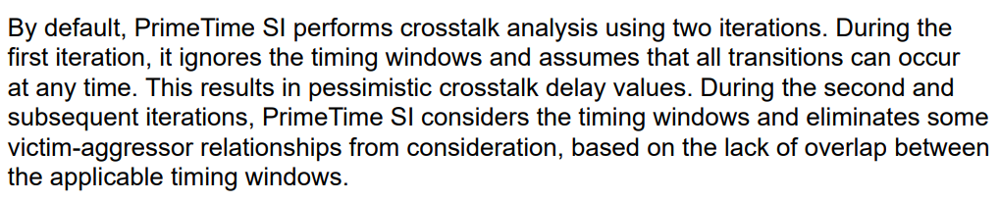 By default, PrimeTime SI performs crosstalk analysis using two iterations. During the
first iteration, it ignores the timing windows and assumes that all transitions can occur
at any time. This results in pessimistic crosstalk delay values. During the second and
subsequent iterations, PrimeTime SI considers the timing windows and eliminates some
victim-aggressor relationships from consideration, based on the lack of overlap between
the applicable timing windows.